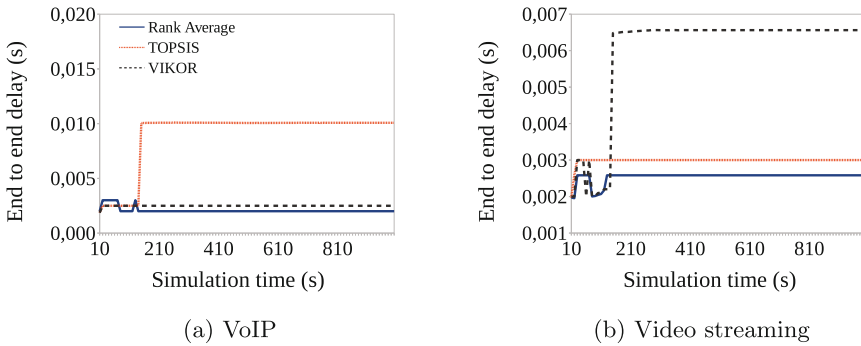 End to end delay (s)
0,020
0,015
0,010
0,005
0,000
Rank Average
TOPSIS
VIKOR
10 210 410 610 810
Simulation time (s)
(a) VoIP
End to end delay (s)
0,007
0,006
0,005
0,004
0,003
0,002
0,001
10 210 410 610 810
Simulation time (s)
(b) Video streaming